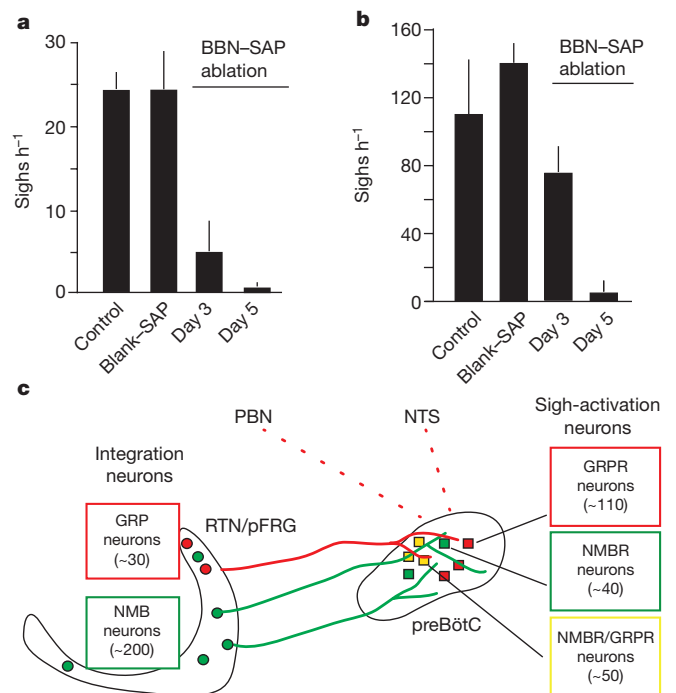 a
Sighs h⁻¹
30
20
10
0
BBN–SAP
ablation
Control
Blank–SAP
Day 3
Day 5
b
Sighs h⁻¹
160
120
80
40
0
BBN–SAP
ablation
Control
Blank–SAP
Day 3
Day 5
c
PBN
NTS
Integration
neurons
GRP
neurons
(~30)
NMB
neurons
(~200)
RTN/pFRG
preBötC
Sigh-activation
neurons
GRPR
neurons
(~110)
NMBR
neurons
(~40)
NMBR/GRPR
neurons
(~50)